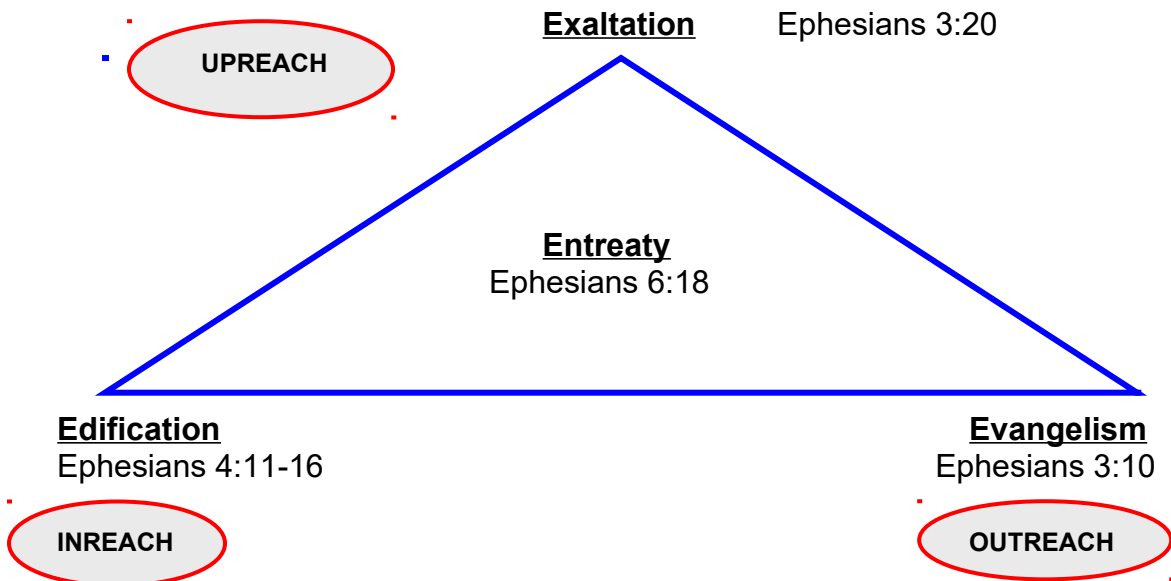 Exaltation Ephesians 3:20
UPREACH
Entreaty
Ephesians 6:18
Edification
Ephesians 4:11-16
Evangelism
Ephesians 3:10
INREACH
OUTREACH